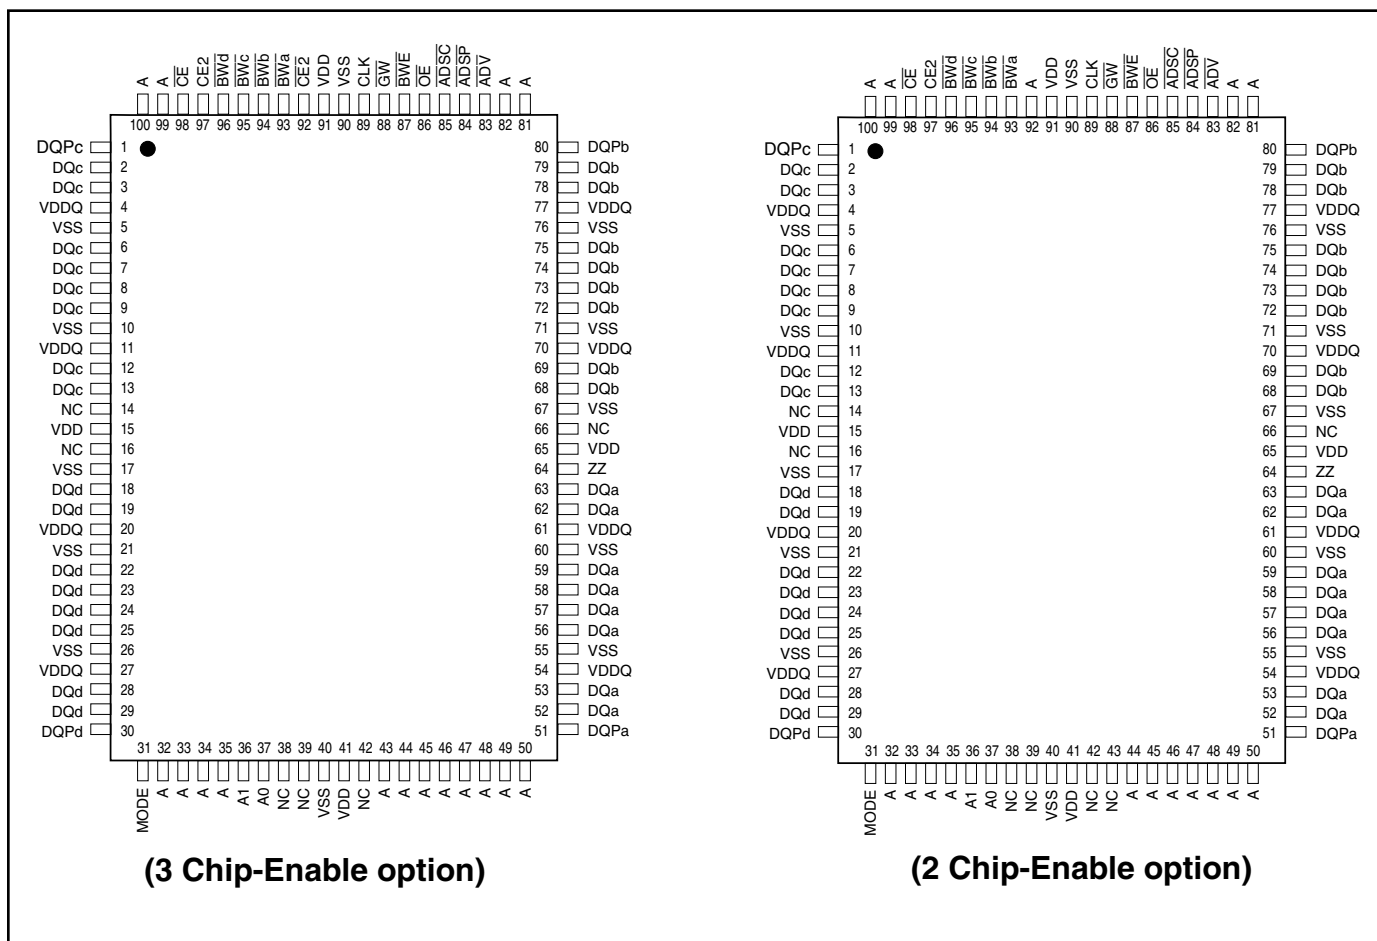 A A CE CE2 BWd BWc BWb BWa CE2 VDD VSS CLK GW BWE OE ADSC ADSP ADV A A
100 99 98 97 96 95 94 93 92 91 90 89 88 87 86 85 84 83 82 81
DQPc 1 80 DQPb
DQc 2 79 DQb
DQc 3 78 DQb
VDDQ 4 77 VDDQ
VSS 5 76 VSS
DQc 6 75 DQb
DQc 7 74 DQb
DQc 8 73 DQb
DQc 9 72 DQb
VSS 10 71 VSS
VDDQ 11 70 VDDQ
DQc 12 69 DQb
DQc 13 68 DQb
NC 14 67 VSS
VDD 15 66 NC
NC 16 65 VDD
VSS 17 64 ZZ
DQd 18 63 DQa
DQd 19 62 DQa
VDDQ 20 61 VDDQ
VSS 21 60 VSS
DQd 22 59 DQa
DQd 23 58 DQa
DQd 24 57 DQa
DQd 25 56 DQa
VSS 26 55 VSS
VDDQ 27 54 VDDQ
DQd 28 53 DQa
DQd 29 52 DQa
DQPd 30 51 DQPa
31 32 33 34 35 36 37 38 39 40 41 42 43 44 45 46 47 48 49 50
MODE A A A A A1 A0 NC NC VSS VDD NC A A A A A A A A
(3 Chip-Enable option)
A A CE CE2 BWd BWc BWb BWa A VDD VSS CLK GW BWE OE ADSC ADSP ADV A A
100 99 98 97 96 95 94 93 92 91 90 89 88 87 86 85 84 83 82 81
DQPc 1 80 DQPb
DQc 2 79 DQb
DQc 3 78 DQb
VDDQ 4 77 VDDQ
VSS 5 76 VSS
DQc 6 75 DQb
DQc 7 74 DQb
DQc 8 73 DQb
DQc 9 72 DQb
VSS 10 71 VSS
VDDQ 11 70 VDDQ
DQc 12 69 DQb
DQc 13 68 DQb
NC 14 67 VSS
VDD 15 66 NC
NC 16 65 VDD
VSS 17 64 ZZ
DQd 18 63 DQa
DQd 19 62 DQa
VDDQ 20 61 VDDQ
VSS 21 60 VSS
DQd 22 59 DQa
DQd 23 58 DQa
DQd 24 57 DQa
DQd 25 56 DQa
VSS 26 55 VSS
VDDQ 27 54 VDDQ
DQd 28 53 DQa
DQd 29 52 DQa
DQPd 30 51 DQPa
31 32 33 34 35 36 37 38 39 40 41 42 43 44 45 46 47 48 49 50
MODE A A A A A1 A0 NC NC VSS VDD NC NC A A A A A A A
(2 Chip-Enable option)